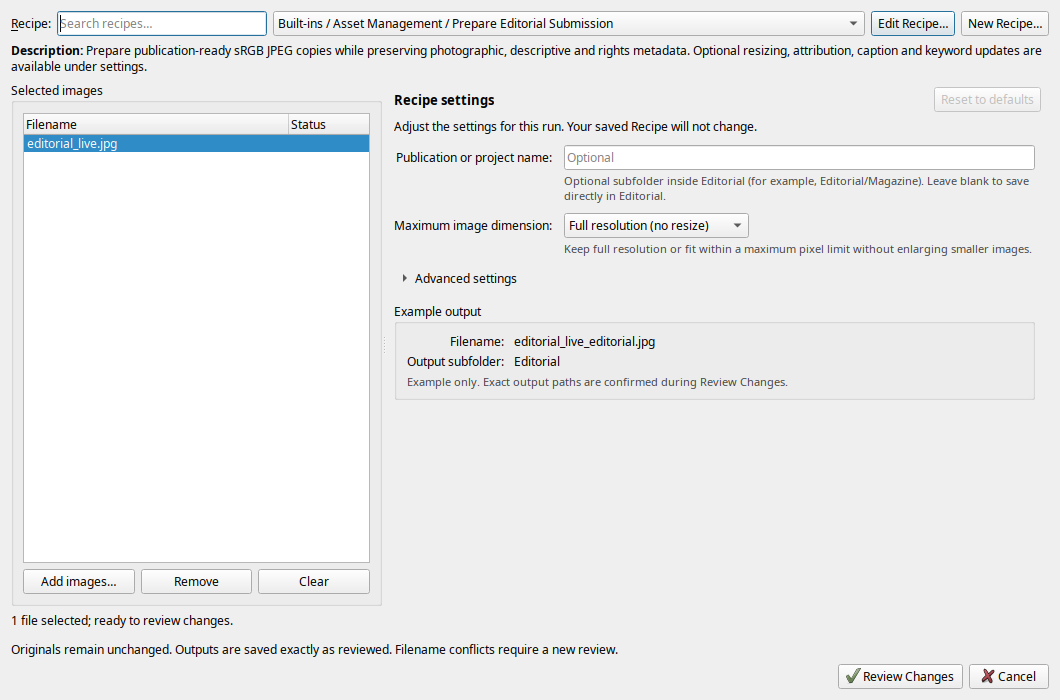 Recipe: Search recipes... Built-ins / Asset Management / Prepare Editorial Submission Edit Recipe... New Recipe...
Description: Prepare publication-ready sRGB JPEG copies while preserving photographic, descriptive and rights metadata. Optional resizing, attribution, caption and keyword updates are
available under settings.
Selected images
Filename Status
editorial_live.jpg
Add images... Remove Clear
Recipe settings Reset to defaults
Adjust the settings for this run. Your saved Recipe will not change.
Publication or project name: Optional
Optional subfolder inside Editorial (for example, Editorial/Magazine). Leave blank to save
directly in Editorial.
Maximum image dimension: Full resolution (no resize)
Keep full resolution or fit within a maximum pixel limit without enlarging smaller images.
Advanced settings
Example output
Filename: editorial_live_editorial.jpg
Output subfolder: Editorial
Example only. Exact output paths are confirmed during Review Changes.
1 file selected; ready to review changes.
Originals remain unchanged. Outputs are saved exactly as reviewed. Filename conflicts require a new review.
Review Changes Cancel